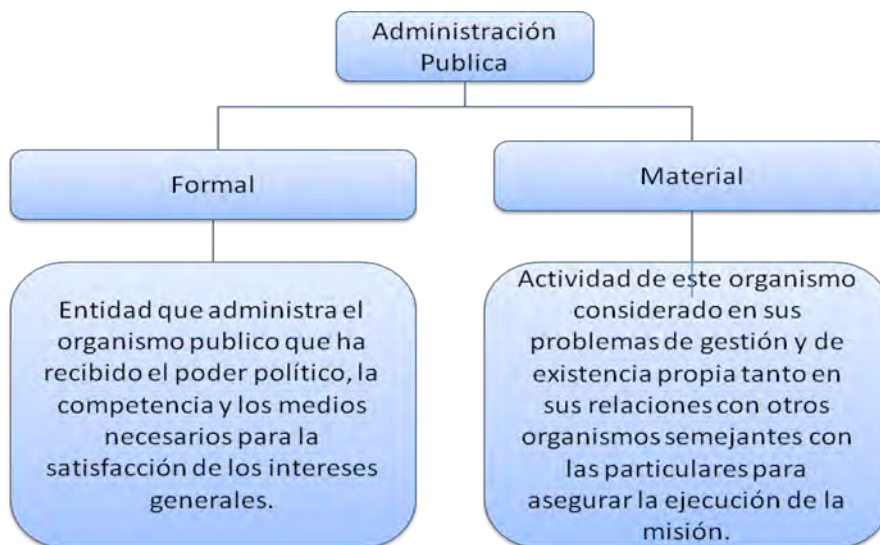 Administración
Publica
Formal
Material
Entidad que administra el
organismo publico que ha
recibido el poder político, la
competencia y los medios
necesarios para la
satisfacción de los intereses
generales.
Actividad de este organismo
considerado en sus
problemas de gestión y de
existencia propia tanto en
sus relaciones con otros
organismos semejantes con
las particulares para
asegurar la ejecución de la
misión.